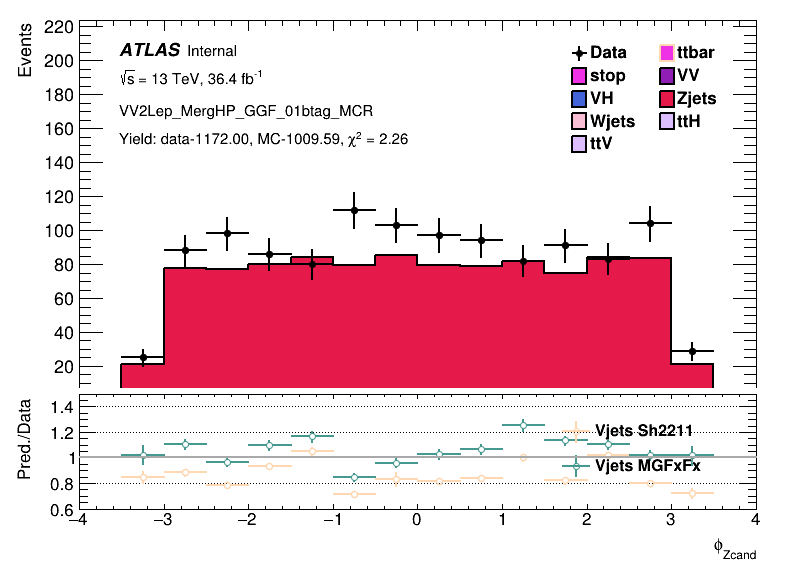 Events
220
200
180
160
140
120
100
80
60
40
20
ATLAS Internal
√s = 13 TeV, 36.4 fb⁻¹
VV2Lep_MergHP_GGF_01btag_MCR
Yield: data-1172.00, MC-1009.59, χ² = 2.26
Data ttbar
stop VV
VH Zjets
Wjets ttH
ttV
Pred./Data
1.4
1.2
1
0.8
0.6
Vjets Sh2211
Vjets MGFxFx
−4 −3 −2 −1 0 1 2 3 4
ϕZcand